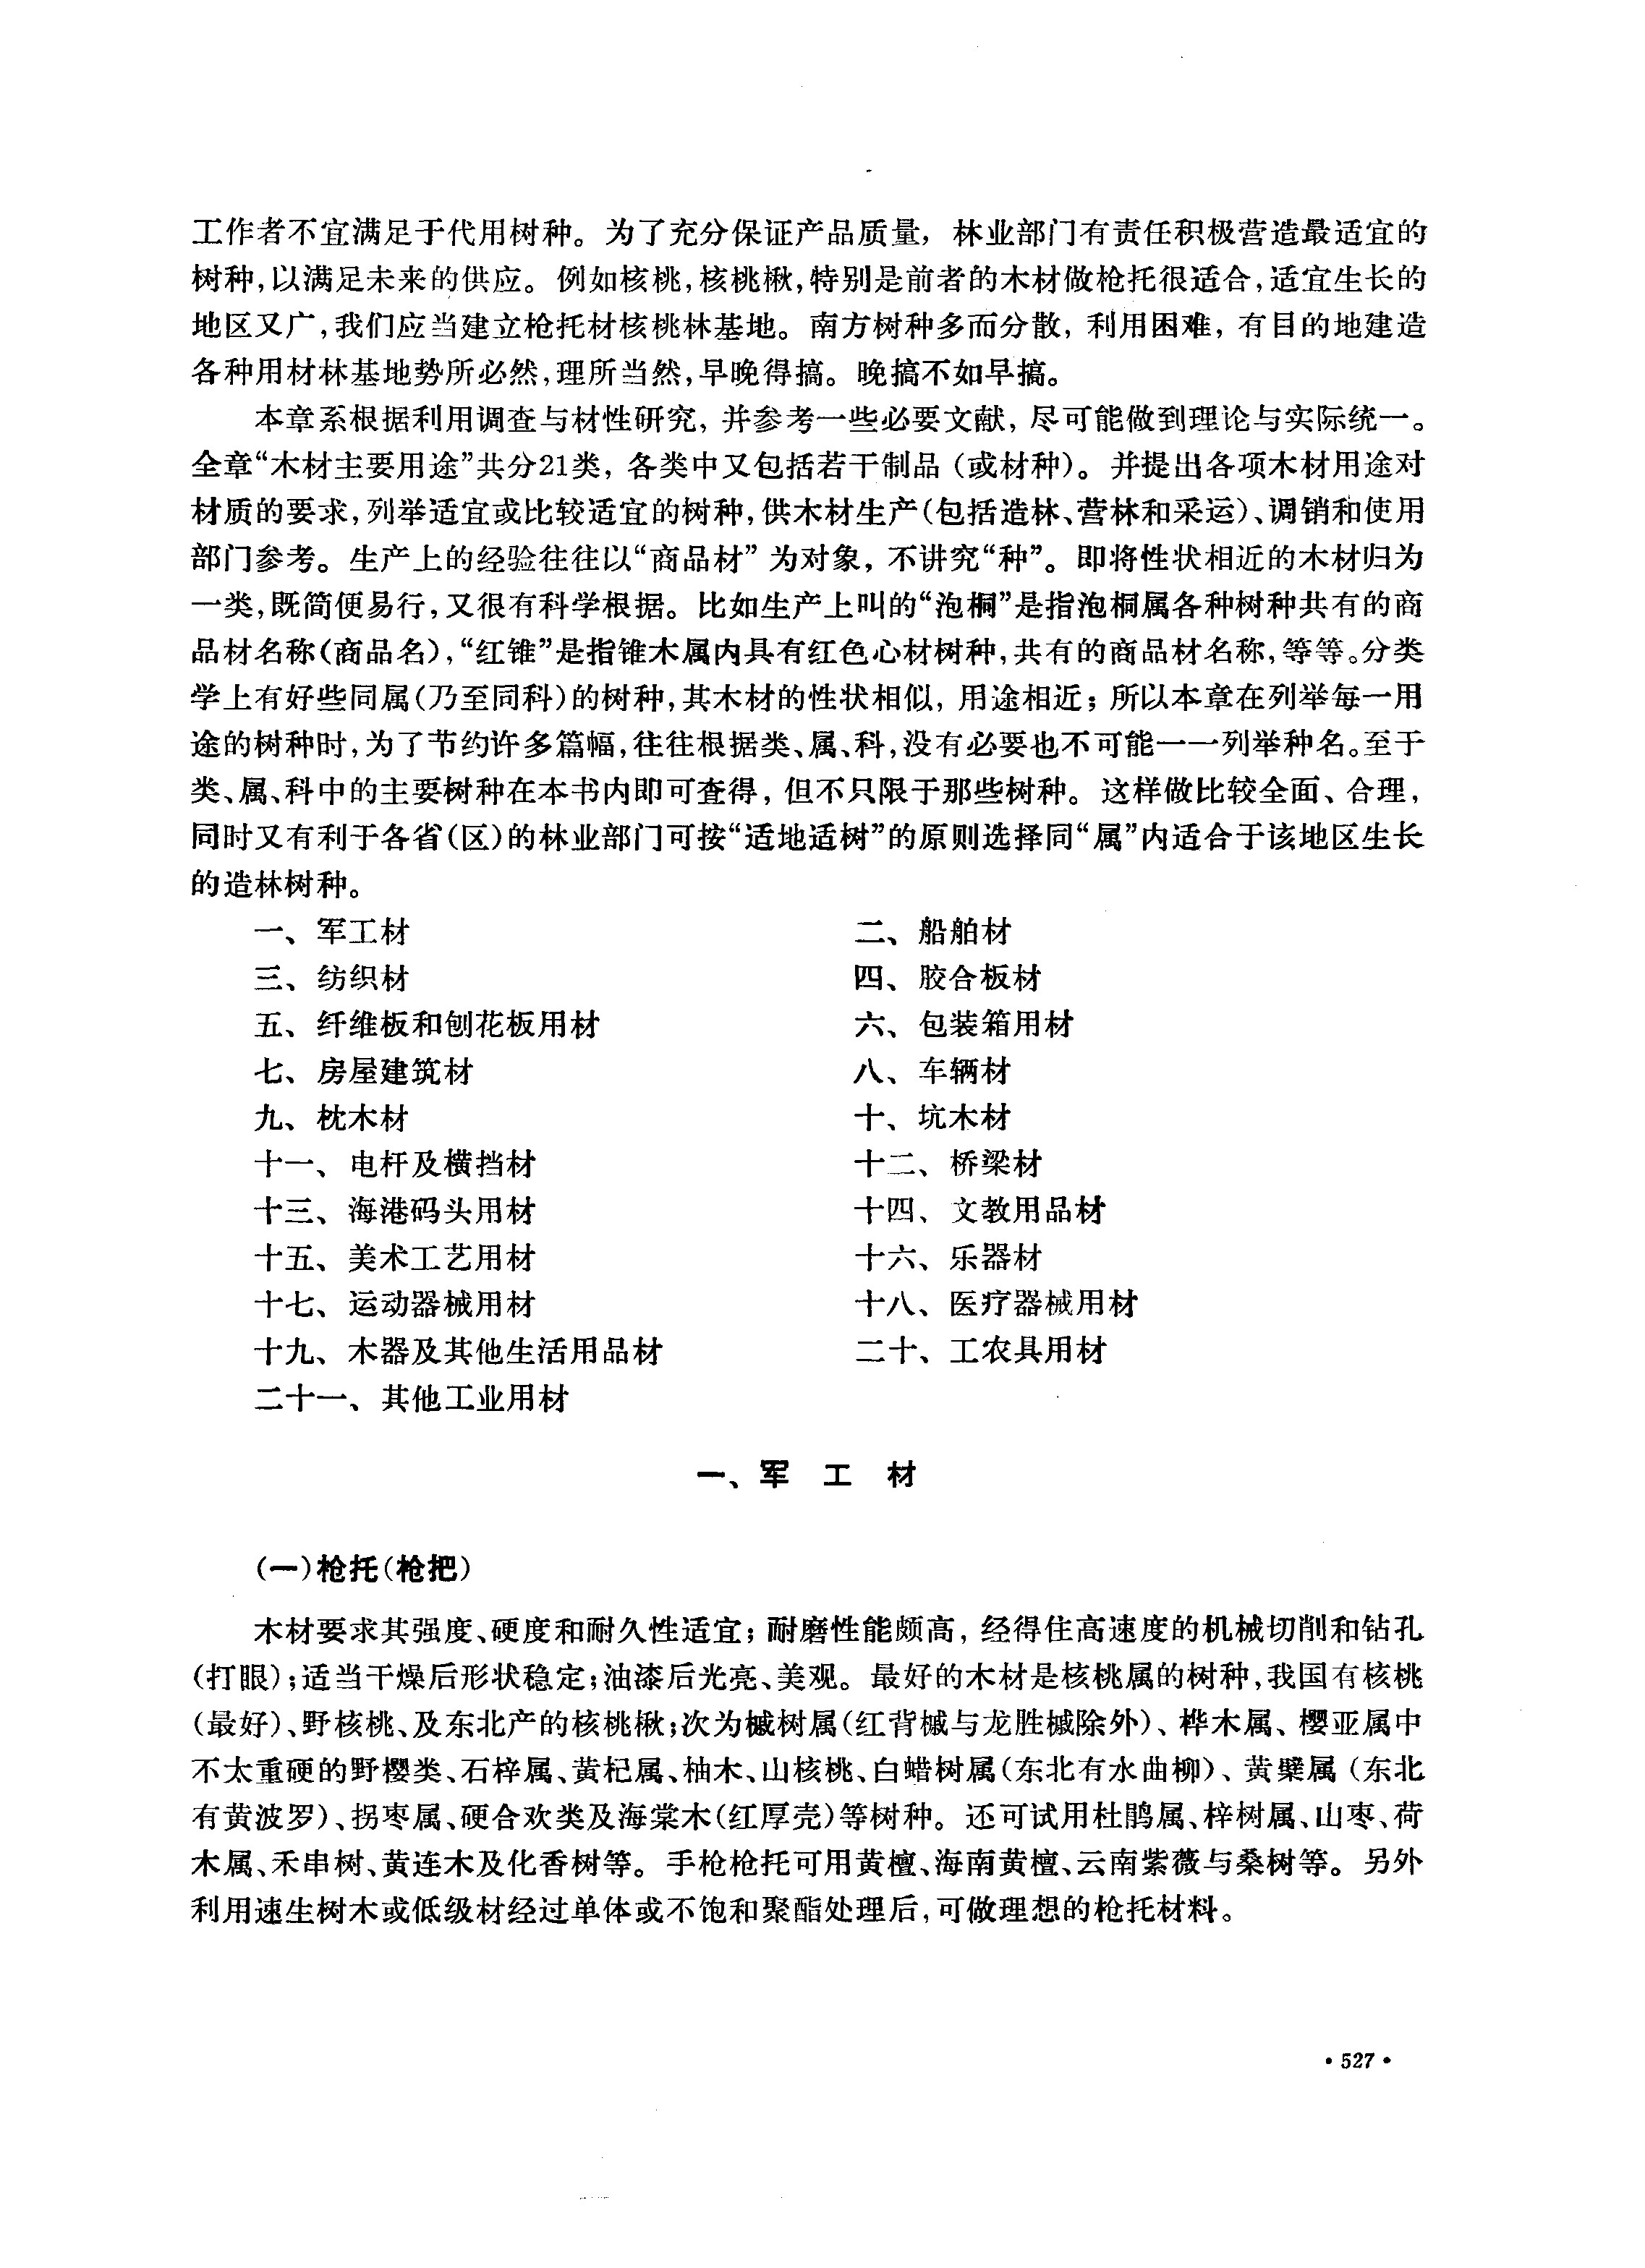 工作者不宜满足于代用树种。为了充分保证产品质量，林业部门有责任积极营造最适宜的
树种，以满足未来的供应。例如核桃，核桃楸，特别是前者的木材做枪托很适合，适宜生长的
地区又广，我们应当建立枪托材核桃林基地。南方树种多而分散，利用困难，有目的地建造
各种用材林基地势所必然，理所当然，早晚得搞。晚搞不如早搞。
本章系根据利用调查与材性研究，并参考一些必要文献，尽可能做到理论与实际统一。
全章“木材主要用途”共分21类，各类中又包括若干制品（或材种）。并提出各项木材用途对
材质的要求，列举适宜或比较适宜的树种，供木材生产（包括造林、营林和采运）、调销和使用
部门参考。生产上的经验往往以“商品材”为对象，不讲究“种”。即将性状相近的木材归为
一类，既简便易行，又很有科学根据。比如生产上叫的“泡桐”是指泡桐属各种树种共有的商
品材名称（商品名），“红锥”是指锥木属内具有红色心材树种，共有的商品材名称，等等。分类
学上有好些同属（乃至同科）的树种，其木材的性状相似，用途相近；所以本章在列举每一用
途的树种时，为了节约许多篇幅，往往根据类、属、科，没有必要也不可能一一列举种名。至于
类、属、科中的主要树种在本书内即可查得，但不只限于那些树种。这样做比较全面、合理，
同时又有利于各省（区）的林业部门可按“适地适树”的原则选择同“属”内适合于该地区生长
的造林树种。
一、军工材 二、船舶材
三、纺织材 四、胶合板材
五、纤维板和刨花板用材 六、包装箱用材
七、房屋建筑材 八、车辆材
九、枕木材 十、坑木材
十一、电杆及横挡材 十二、桥梁材
十三、海港码头用材 十四、文教用品材
十五、美术工艺用材 十六、乐器材
十七、运动器械用材 十八、医疗器械用材
十九、木器及其他生活用品材 二十、工农具用材
二十一、其他工业用材
一、军 工 材
（一）枪托（枪把）
木材要求其强度、硬度和耐久性适宜；耐磨性能颇高，经得住高速度的机械切削和钻孔
（打眼）；适当干燥后形状稳定；油漆后光亮、美观。最好的木材是核桃属的树种，我国有核桃
（最好）、野核桃、及东北产的核桃楸；次为槭树属（红背槭与龙胜槭除外）、桦木属、樱亚属中
不太重硬的野樱类、石梓属、黄杞属、柚木、山核桃、白蜡树属（东北有水曲柳）、黄檗属（东北
有黄波罗）、拐枣属、硬合欢类及海棠木（红厚壳）等树种。还可试用杜鹃属、梓树属、山枣、荷
木属、禾串树、黄连木及化香树等。手枪枪托可用黄檀、海南黄檀、云南紫薇与桑树等。另外
利用速生树木或低级材经过单体或不饱和聚酯处理后，可做理想的枪托材料。
·527·